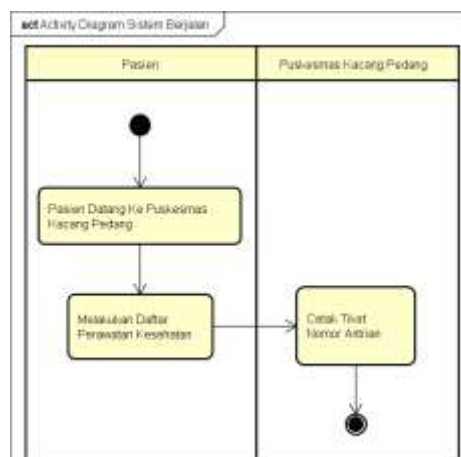 act Activity Diagram Sistem Berjalan
Pasien
Puskesmas Kacang Pedang
Pasien Datang Ke Puskesmas
Kacang Pedang
Melakukan Daftar
Perawatan Kesehatan
Cetak Tiket
Nomor Antrian